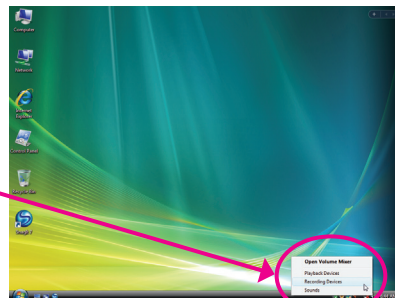 Computer
Network
Internet
Explorer
Control Panel
Recycle Bin
Open Volume Mixer
Playback Devices
Recording Devices
Sounds